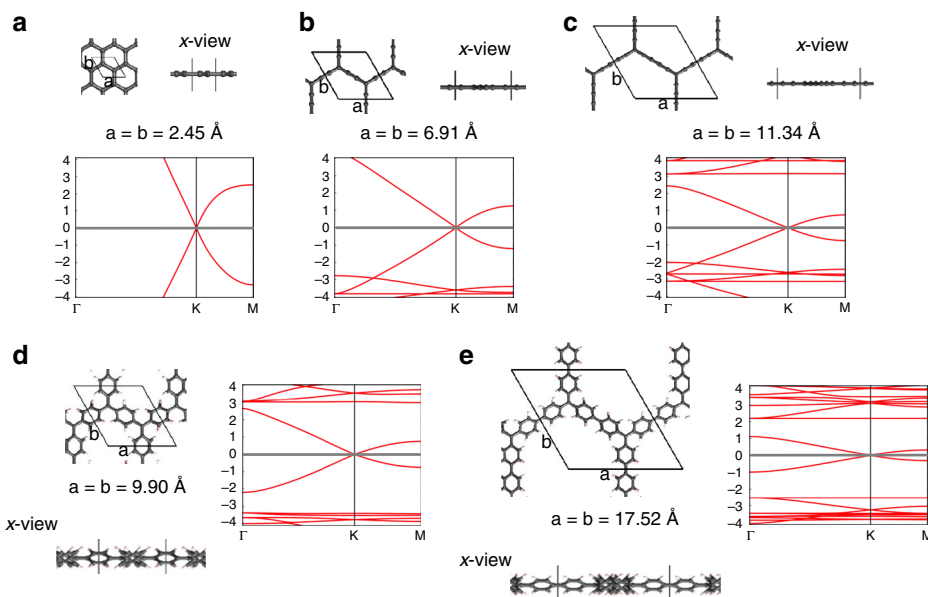 a
x-view
b
a
a = b = 2.45 Å
4
3
2
1
0
−1
−2
−3
−4
Γ
K
M
b
x-view
b
a
a = b = 6.91 Å
4
3
2
1
0
−1
−2
−3
−4
Γ
K
M
c
x-view
b
a
a = b = 11.34 Å
4
3
2
1
0
−1
−2
−3
−4
Γ
K
M
d
b
a
a = b = 9.90 Å
x-view
4
3
2
1
0
−1
−2
−3
−4
Γ
K
M
e
b
a
a = b = 17.52 Å
x-view
4
3
2
1
0
−1
−2
−3
−4
Γ
K
M